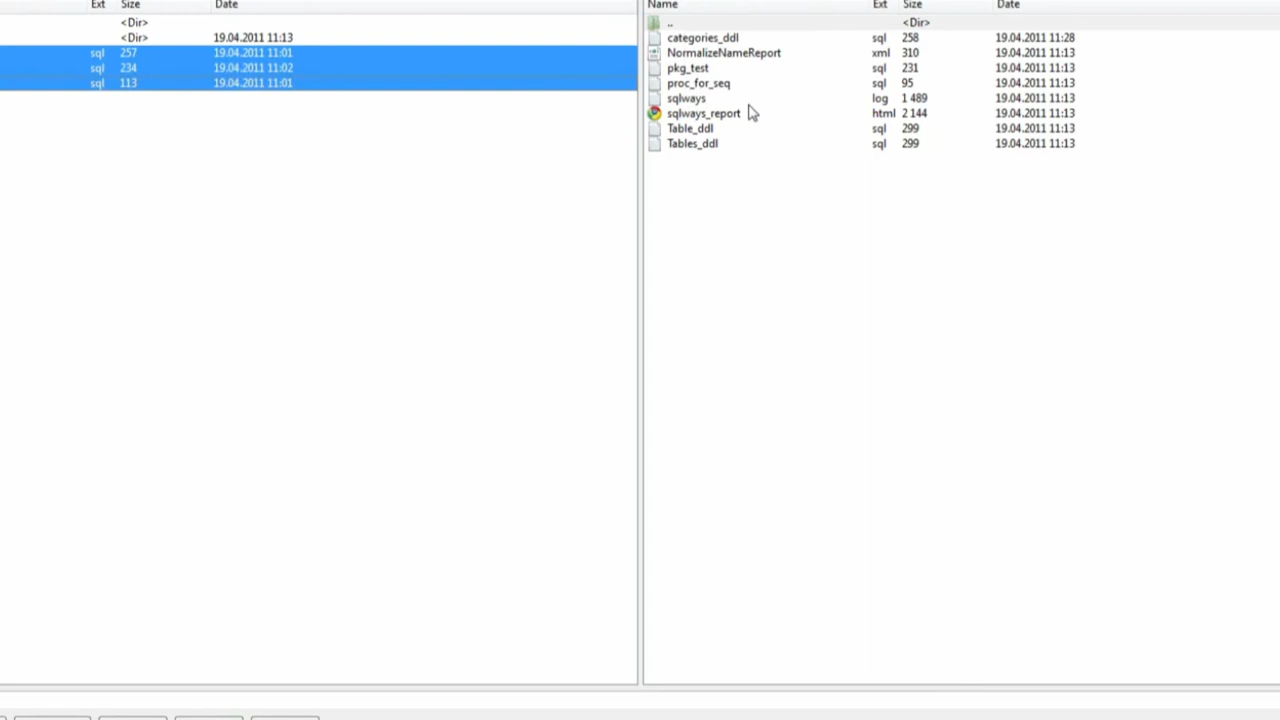 Ext Size Date
<Dir>
<Dir> 19.04.2011 11:13
sql 257 19.04.2011 11:01
sql 234 19.04.2011 11:02
sql 113 19.04.2011 11:01
Name Ext Size Date
.. <Dir>
categories_ddl sql 258 19.04.2011 11:28
NormalizeNameReport xml 310 19.04.2011 11:13
pkg_test sql 231 19.04.2011 11:13
proc_for_seq sql 95 19.04.2011 11:13
sqlways log 1 489 19.04.2011 11:13
sqlways_report html 2 144 19.04.2011 11:13
Table_ddl sql 299 19.04.2011 11:13
Tables_ddl sql 299 19.04.2011 11:13